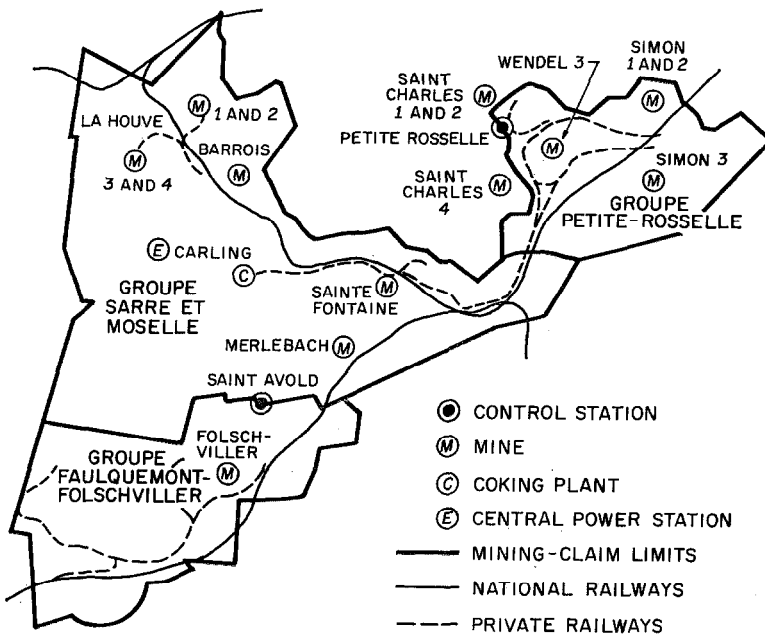 SIMON
1 AND 2
WENDEL 3
SAINT
CHARLES
1 AND 2
M
M
M
1 AND 2
LA HOUVE
PETITE ROSSELLE
M
BARROIS
M
3 AND 4
M
SAINT
CHARLES
4
M
SIMON 3
M
GROUPE
PETITE-ROSSELLE
E CARLING
C
GROUPE
SARRE ET
MOSELLE
SAINTE
FONTAINE
M
MERLEBACH M
SAINT AVOLD
FOLSCH-
VILLER
M
GROUPE
FAULQUEMONT-
FOLSCHVILLER
CONTROL STATION
M MINE
C COKING PLANT
E CENTRAL POWER STATION
MINING-CLAIM LIMITS
NATIONAL RAILWAYS
PRIVATE RAILWAYS